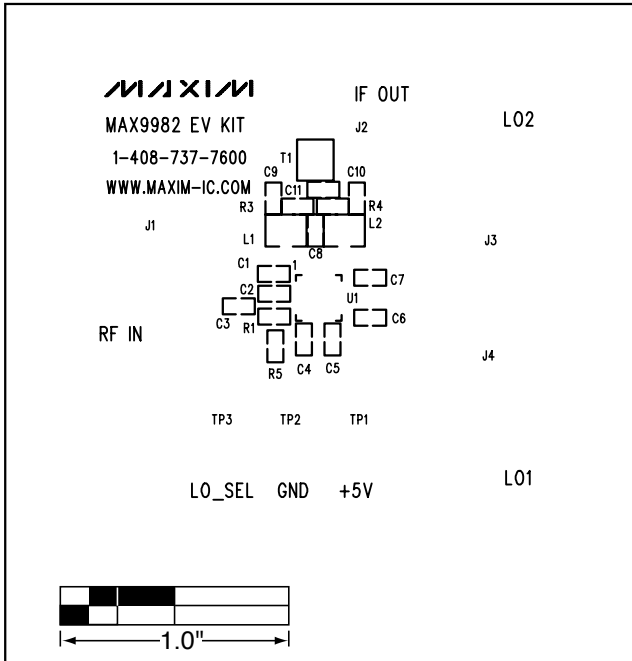 MAXIM
IF OUT
MAX9982 EV KIT
LO2
J2
1-408-737-7600
T1
C9
C10
WWW.MAXIM-IC.COM
C11
R3
R4
J1
L2
L1
J3
C8
C1
1
C7
C2
U1
C3
C6
RF IN
R1
J4
R5
C4
C5
TP3
TP2
TP1
LO1
LO_SEL
GND
+5V
1.0"